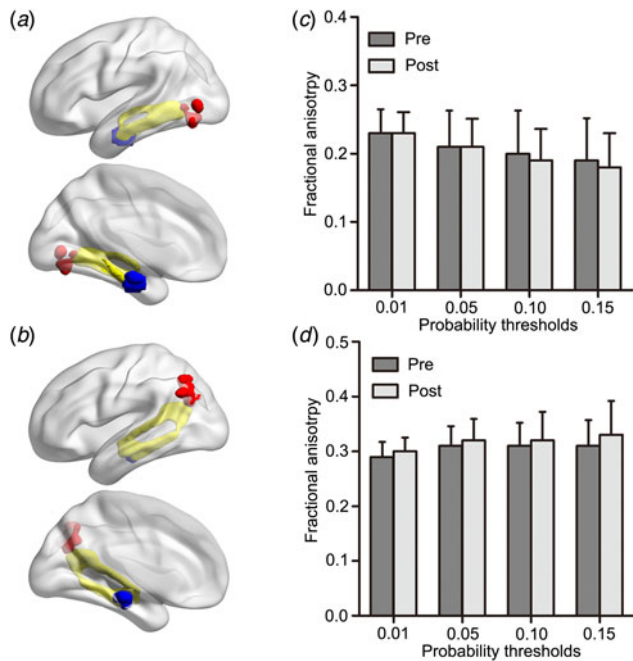 (a)
(b)
(c)
Fractional anisotrpy
0.4
0.3
0.2
0.1
0.0
Pre
Post
0.01 0.05 0.10 0.15
Probability thresholds
(d)
Fractional anisotrpy
0.5
0.4
0.3
0.2
0.1
0.0
Pre
Post
0.01 0.05 0.10 0.15
Probability thresholds